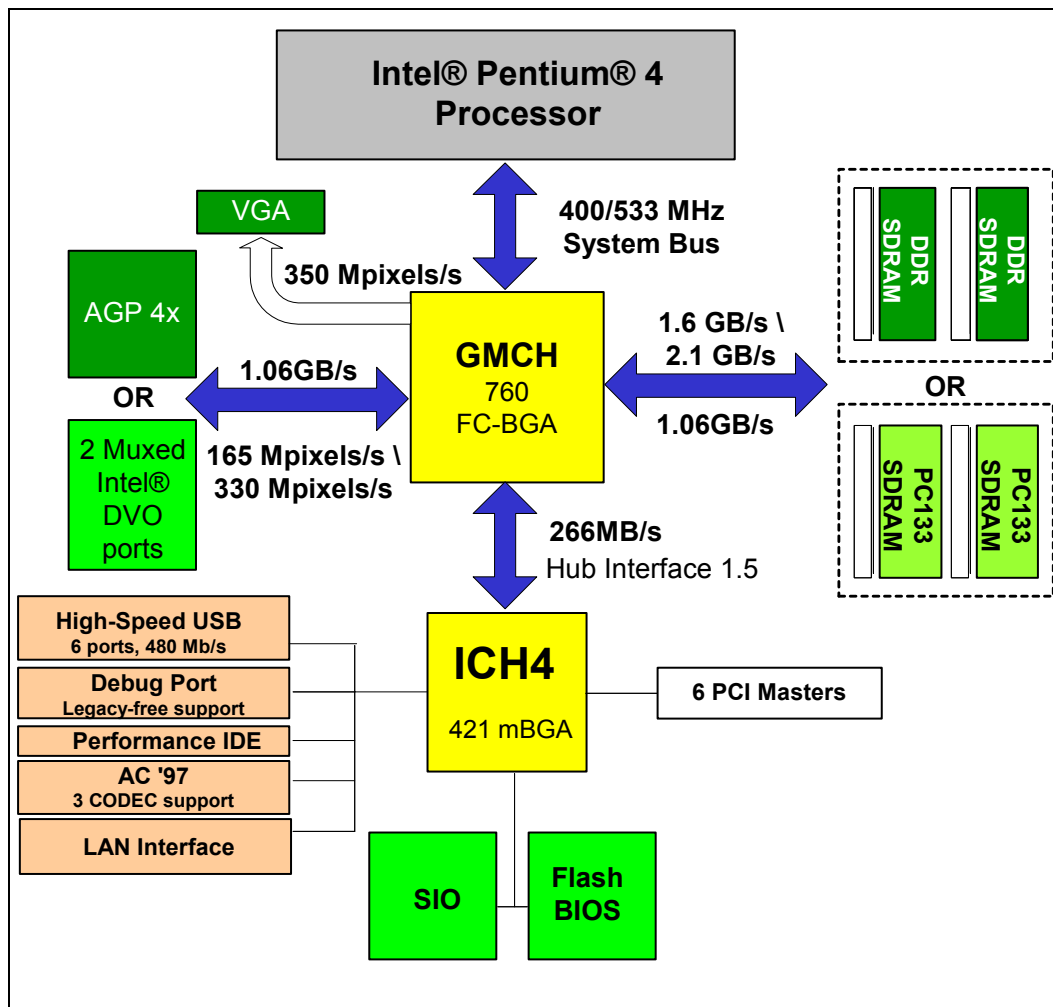 Intel® Pentium® 4
Processor
400/533 MHz
System Bus
VGA
350 Mpixels/s
AGP 4x
OR
2 Muxed
Intel®
DVO
ports
1.06GB/s
165 Mpixels/s \
330 Mpixels/s
GMCH
760
FC-BGA
1.6 GB/s \
2.1 GB/s
1.06GB/s
DDR
SDRAM
DDR
SDRAM
OR
PC133
SDRAM
PC133
SDRAM
266MB/s
Hub Interface 1.5
High-Speed USB
6 ports, 480 Mb/s
Debug Port
Legacy-free support
Performance IDE
AC '97
3 CODEC support
LAN Interface
ICH4
421 mBGA
6 PCI Masters
SIO
Flash
BIOS